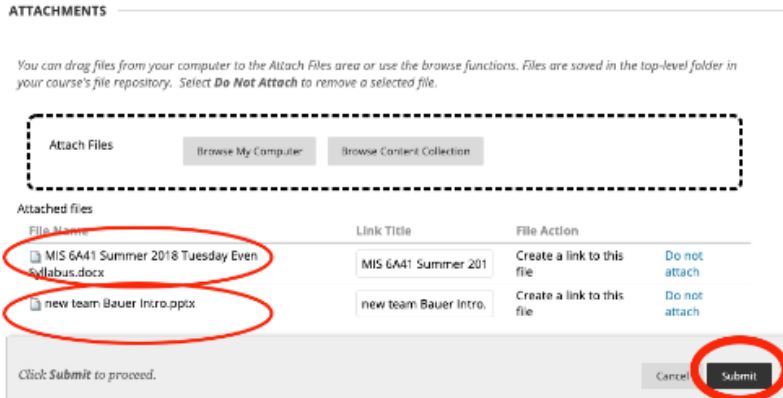 ATTACHMENTS
You can drag files from your computer to the Attach Files area or use the browse functions. Files are saved in the top-level folder in
your course's file repository. Select Do Not Attach to remove a selected file.
Attach Files
Browse My Computer
Browse Content Collection
Attached files
File Name
Link Title
File Action
MIS 6A41 Summer 2018 Tuesday Even
Syllabus.docx
MIS 6A41 Summer 201
Create a link to this
file
Do not
attach
new team Bauer Intro.pptx
new team Bauer Intro.
Create a link to this
file
Do not
attach
Click Submit to proceed.
Cancel
Submit